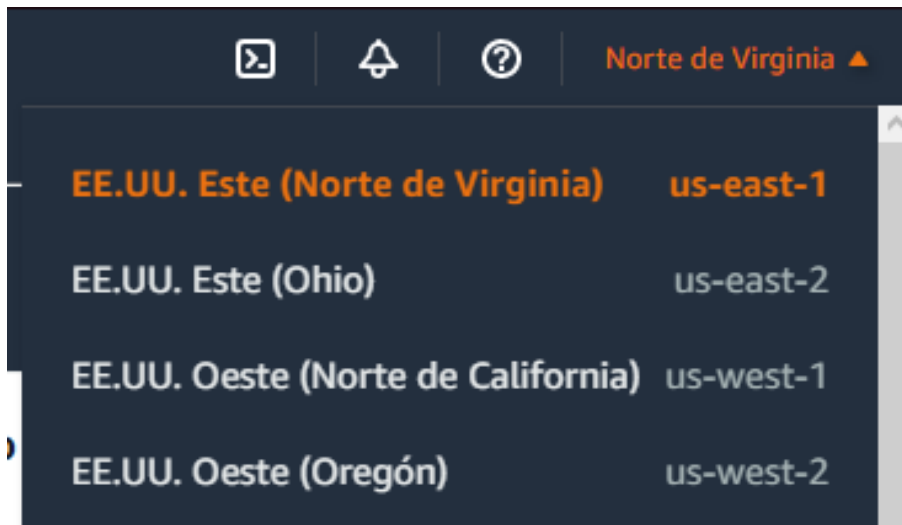 Norte de Virginia
EE.UU. Este (Norte de Virginia) us-east-1
EE.UU. Este (Ohio) us-east-2
EE.UU. Oeste (Norte de California) us-west-1
EE.UU. Oeste (Oregón) us-west-2